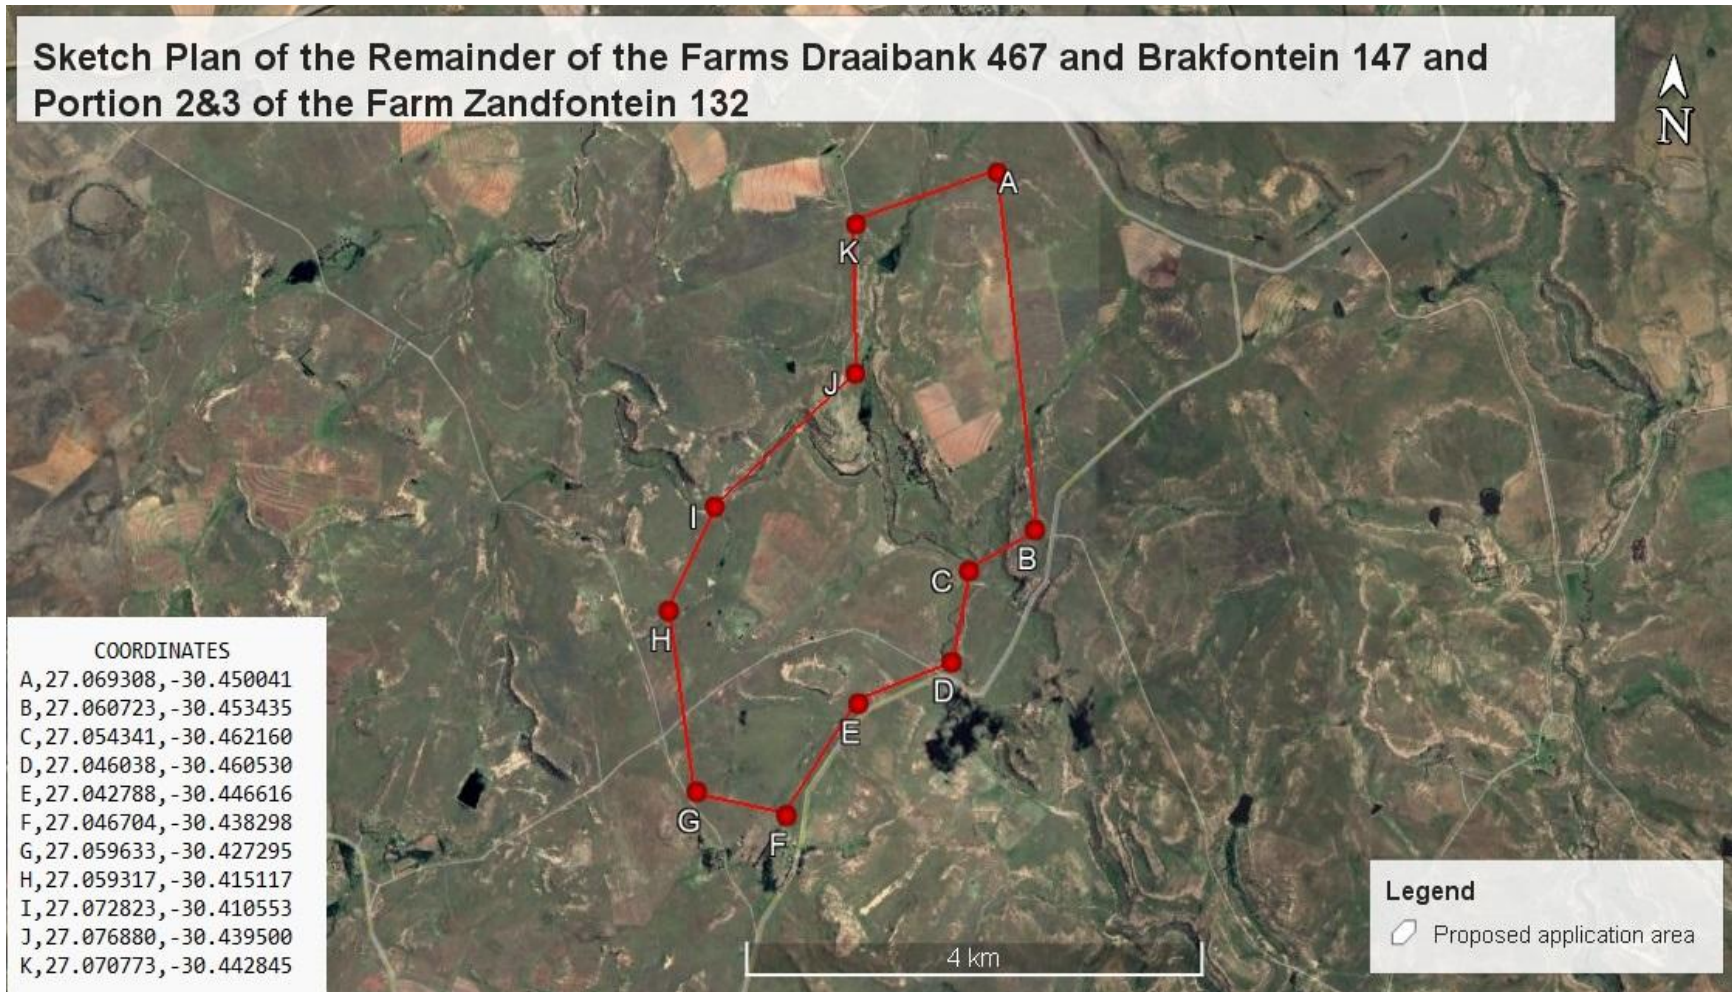 Sketch Plan of the Remainder of the Farms Draaibank 467 and Brakfontein 147 and
Portion 2&3 of the Farm Zandfontein 132
N
A
K
J
I
B
C
H
D
E
G
F
COORDINATES
A,27.069308,-30.450041
B,27.060723,-30.453435
C,27.054341,-30.462160
D,27.046038,-30.460530
E,27.042788,-30.446616
F,27.046704,-30.438298
G,27.059633,-30.427295
H,27.059317,-30.415117
I,27.072823,-30.410553
J,27.076880,-30.439500
K,27.070773,-30.442845
4 km
Legend
Proposed application area